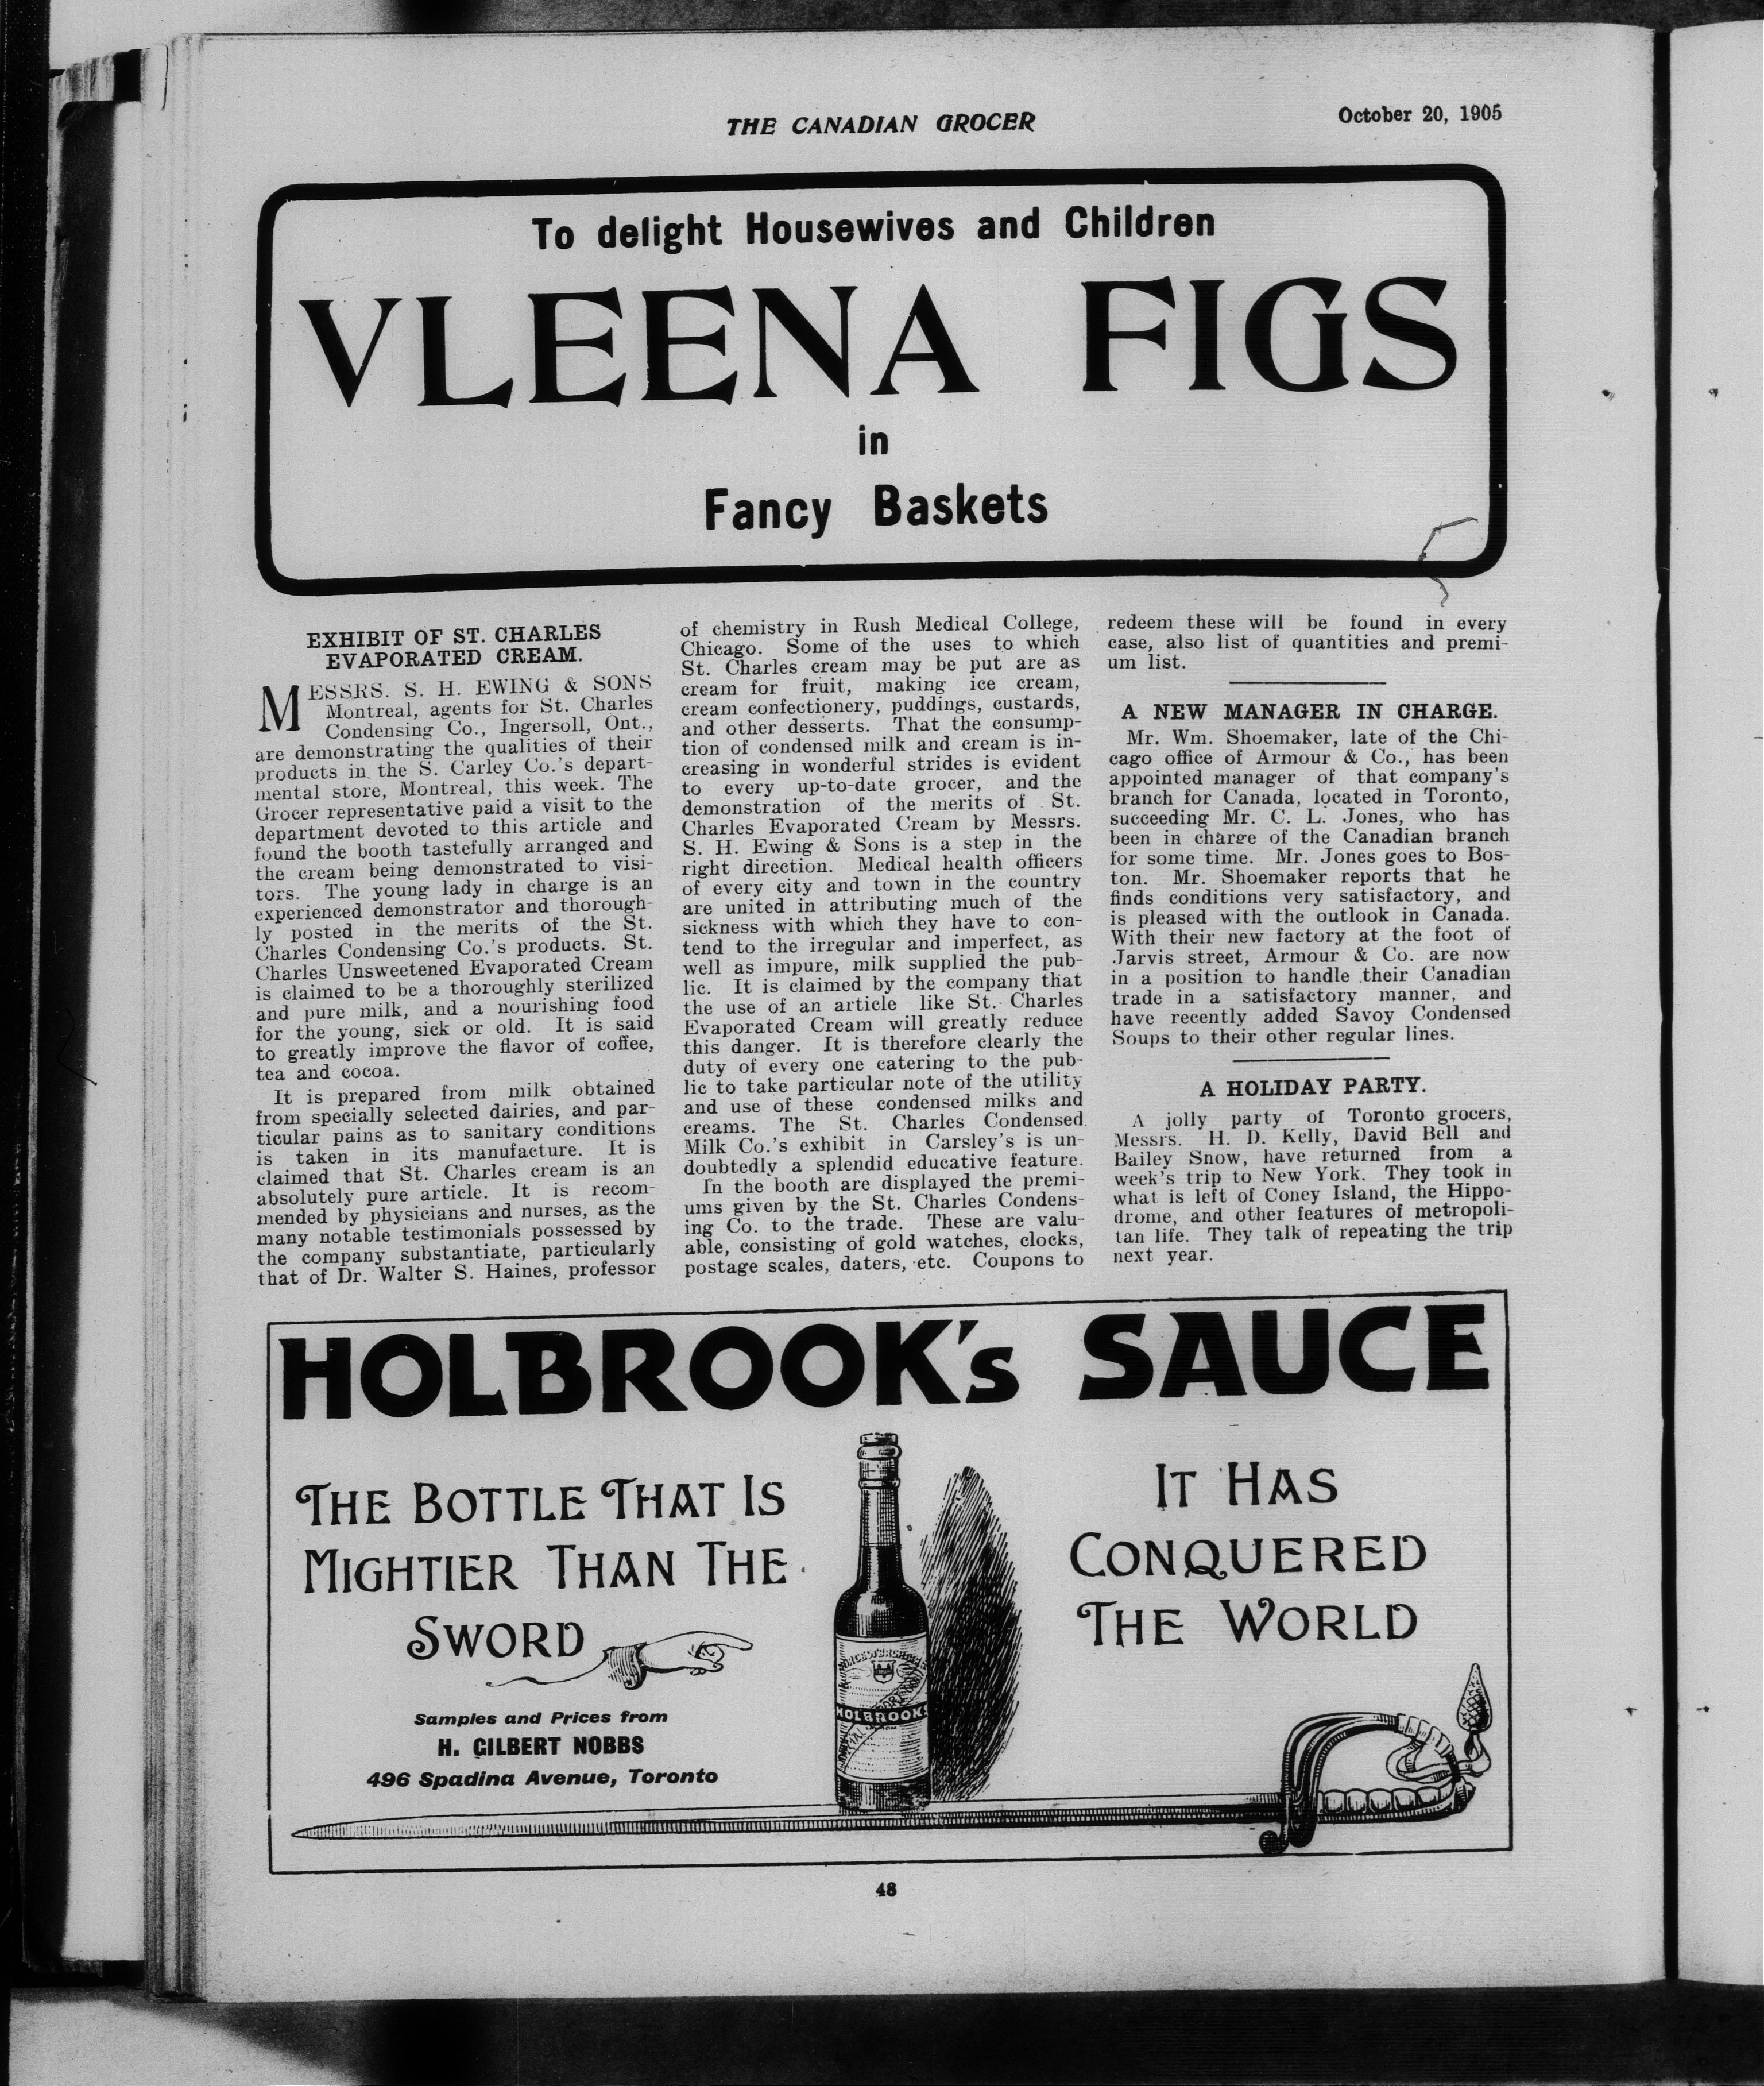 THE CANADIAN GROCER
October 20, 1905
To delight Housewives and Children
VLEENA FIGS
in
Fancy Baskets
EXHIBIT OF ST. CHARLES
EVAPORATED CREAM.
MESSRS. S. H. EWING & SONS
Montreal, agents for St. Charles
Condensing Co., Ingersoll, Ont.,
are demonstrating the qualities of their
products in the S. Carley Co.'s depart-
mental store, Montreal, this week. The
Grocer representative paid a visit to the
department devoted to this article and
found the booth tastefully arranged and
the cream being demonstrated to visi-
tors. The young lady in charge is an
experienced demonstrator and thorough-
ly posted in the merits of the St.
Charles Condensing Co.'s products. St.
Charles Unsweetened Evaporated Cream
is claimed to be a thoroughly sterilized
and pure milk, and a nourishing food
for the young, sick or old. It is said
to greatly improve the flavor of coffee,
tea and cocoa.
It is prepared from milk obtained
from specially selected dairies, and par-
ticular pains as to sanitary conditions
is taken in its manufacture. It is
claimed that St. Charles cream is an
absolutely pure article. It is recom-
mended by physicians and nurses, as the
many notable testimonials possessed by
the company substantiate, particularly
that of Dr. Walter S. Haines, professor
of chemistry in Rush Medical College,
Chicago. Some of the uses to which
St. Charles cream may be put are as
cream for fruit, making ice cream,
cream confectionery, puddings, custards,
and other desserts. That the consump-
tion of condensed milk and cream is in-
creasing in wonderful strides is evident
to every up-to-date grocer, and the
demonstration of the merits of St.
Charles Evaporated Cream by Messrs.
S. H. Ewing & Sons is a step in the
right direction. Medical health officers
of every city and town in the country
are united in attributing much of the
sickness with which they have to con-
tend to the irregular and imperfect, as
well as impure, milk supplied the pub-
lic. It is claimed by the company that
the use of an article like St. Charles
Evaporated Cream will greatly reduce
this danger. It is therefore clearly the
duty of every one catering to the pub-
lic to take particular note of the utility
and use of these condensed milks and
creams. The St. Charles Condensed
Milk Co.'s exhibit in Carsley's is un-
doubtedly a splendid educative feature.
In the booth are displayed the premi-
ums given by the St. Charles Condens-
ing Co. to the trade. These are valu-
able, consisting of gold watches, clocks,
postage scales, daters, etc. Coupons to
redeem these will be found in every
case, also list of quantities and premi-
um list.
A NEW MANAGER IN CHARGE.
Mr. Wm. Shoemaker, late of the Chi-
cago office of Armour & Co., has been
appointed manager of that company's
branch for Canada, located in Toronto,
succeeding Mr. C. L. Jones, who has
been in charge of the Canadian branch
for some time. Mr. Jones goes to Bos-
ton. Mr. Shoemaker reports that he
finds conditions very satisfactory, and
is pleased with the outlook in Canada.
With their new factory at the foot of
Jarvis street, Armour & Co. are now
in a position to handle their Canadian
trade in a satisfactory manner, and
have recently added Savoy Condensed
Soups to their other regular lines.
A HOLIDAY PARTY.
A jolly party of Toronto grocers,
Messrs. H. D. Kelly, David Bell and
Bailey Snow, have returned from a
week's trip to New York. They took in
what is left of Coney Island, the Hippo-
drome, and other features of metropoli-
tan life. They talk of repeating the trip
next year.
HOLBROOK's SAUCE
THE BOTTLE THAT IS
MIGHTIER THAN THE
SWORD
Samples and Prices from
H. GILBERT NOBBS
496 Spadina Avenue, Toronto
HOLBROOK
IT HAS
CONQUERED
THE WORLD
48